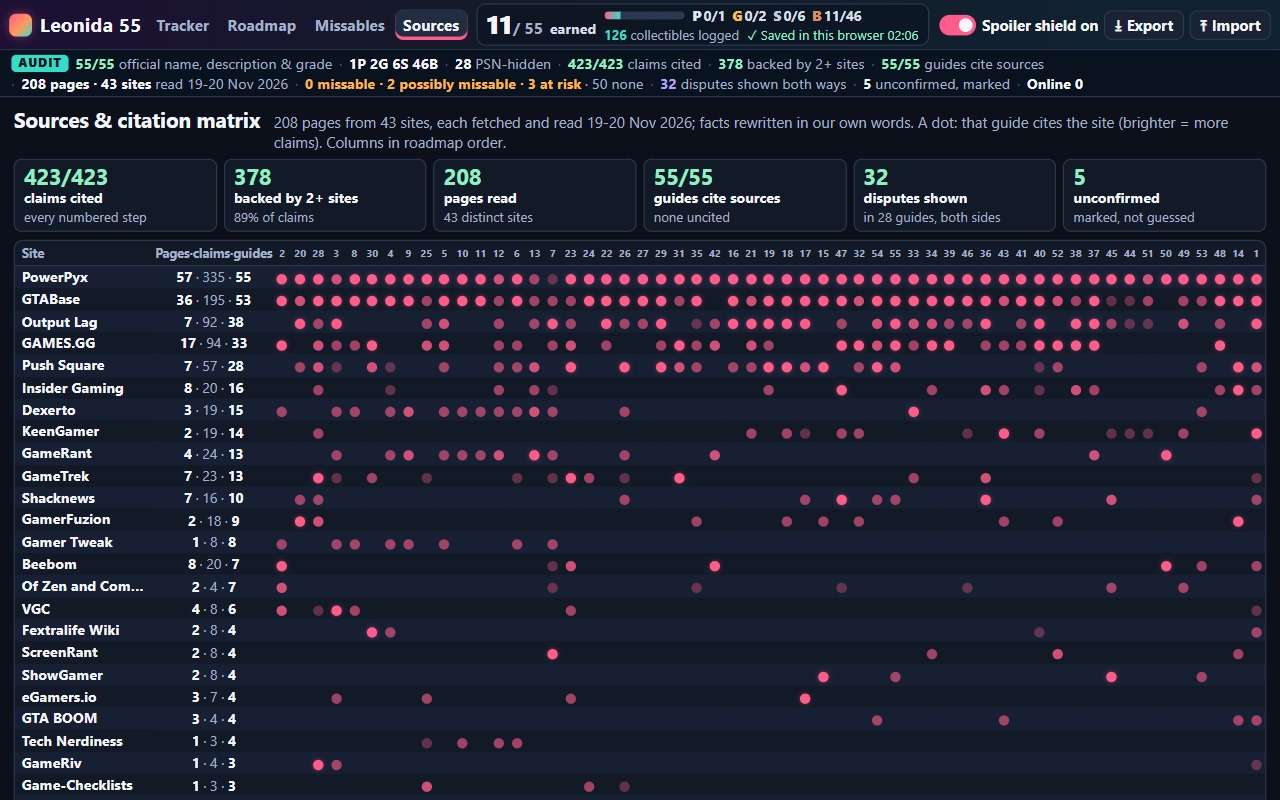 Leonida 55 Tracker Roadmap Missables Sources 11 / 55 earned P 0/1 G 0/2 S 0/6 B 11/46 Spoiler shield on Export Import
126 collectibles logged ✓ Saved in this browser 02:06
AUDIT 55/55 official name, description & grade · 1P 2G 6S 46B · 28 PSN-hidden · 423/423 claims cited · 378 backed by 2+ sites · 55/55 guides cite sources
· 208 pages · 43 sites read 19-20 Nov 2026 · 0 missable · 2 possibly missable · 3 at risk · 50 none · 32 disputes shown both ways · 5 unconfirmed, marked · Online 0
Sources & citation matrix 208 pages from 43 sites, each fetched and read 19-20 Nov 2026; facts rewritten in our own words. A dot: that guide cites the site (brighter = more
claims). Columns in roadmap order.
423/423 378 208 55/55 32 5
claims cited backed by 2+ sites pages read guides cite sources disputes shown unconfirmed
every numbered step 89% of claims 43 distinct sites none uncited in 28 guides, both sides marked, not guessed
Site Pages·claims·guides 2 20 28 3 8 30 4 9 25 5 10 11 12 6 13 7 23 24 22 26 27 29 31 35 42 16 21 19 18 17 15 47 32 54 55 33 34 39 46 36 43 41 40 52 38 37 45 44 51 50 49 53 48 14 1
PowerPyx 57 · 335 · 55
GTABase 36 · 195 · 53
Output Lag 7 · 92 · 38
GAMES.GG 17 · 94 · 33
Push Square 7 · 57 · 28
Insider Gaming 8 · 20 · 16
Dexerto 3 · 19 · 15
KeenGamer 2 · 19 · 14
GameRant 4 · 24 · 13
GameTrek 7 · 23 · 13
Shacknews 7 · 16 · 10
GamerFuzion 2 · 18 · 9
Gamer Tweak 1 · 8 · 8
Beebom 8 · 20 · 7
Of Zen and Com... 2 · 4 · 7
VGC 4 · 8 · 6
Fextralife Wiki 2 · 8 · 4
ScreenRant 2 · 8 · 4
ShowGamer 2 · 8 · 4
eGamers.io 3 · 7 · 4
GTA BOOM 3 · 4 · 4
Tech Nerdiness 1 · 3 · 4
GameRiv 1 · 4 · 3
Game-Checklists 1 · 3 · 3